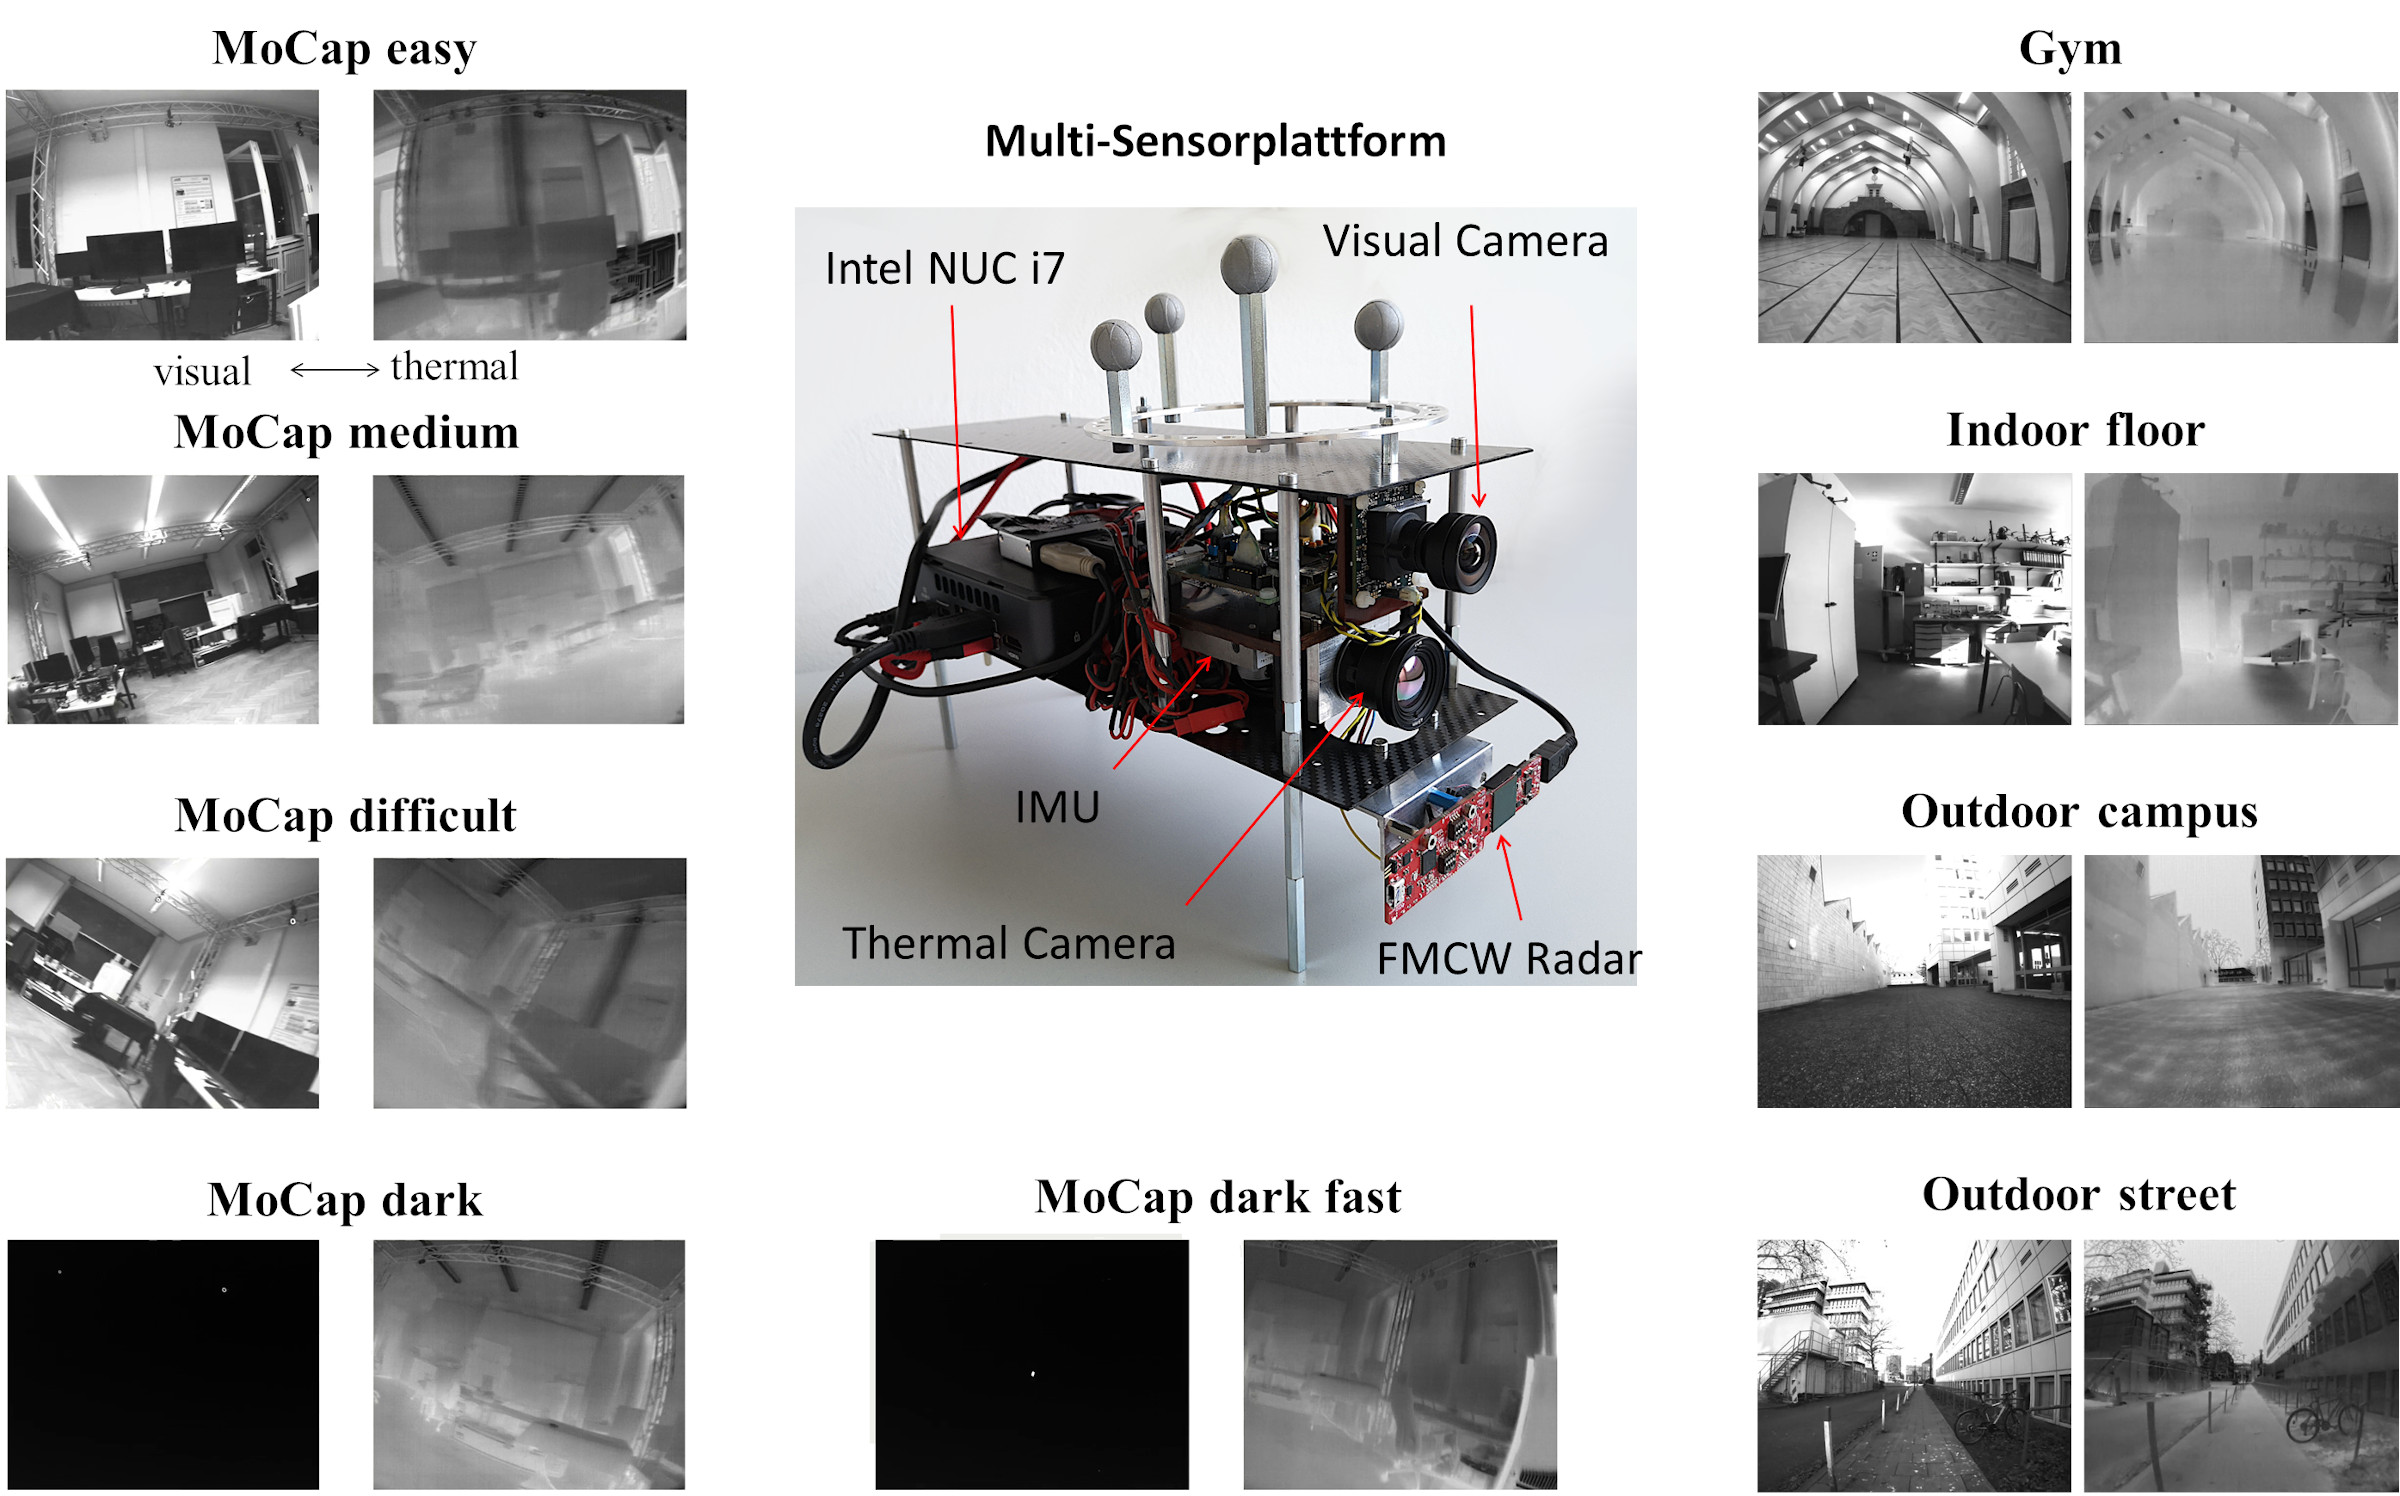 MoCap easy
visual
thermal
MoCap medium
MoCap difficult
MoCap dark
Multi-Sensorplattform
Intel NUC i7
Visual Camera
IMU
Thermal Camera
FMCW Radar
MoCap dark fast
Gym
Indoor floor
Outdoor campus
Outdoor street